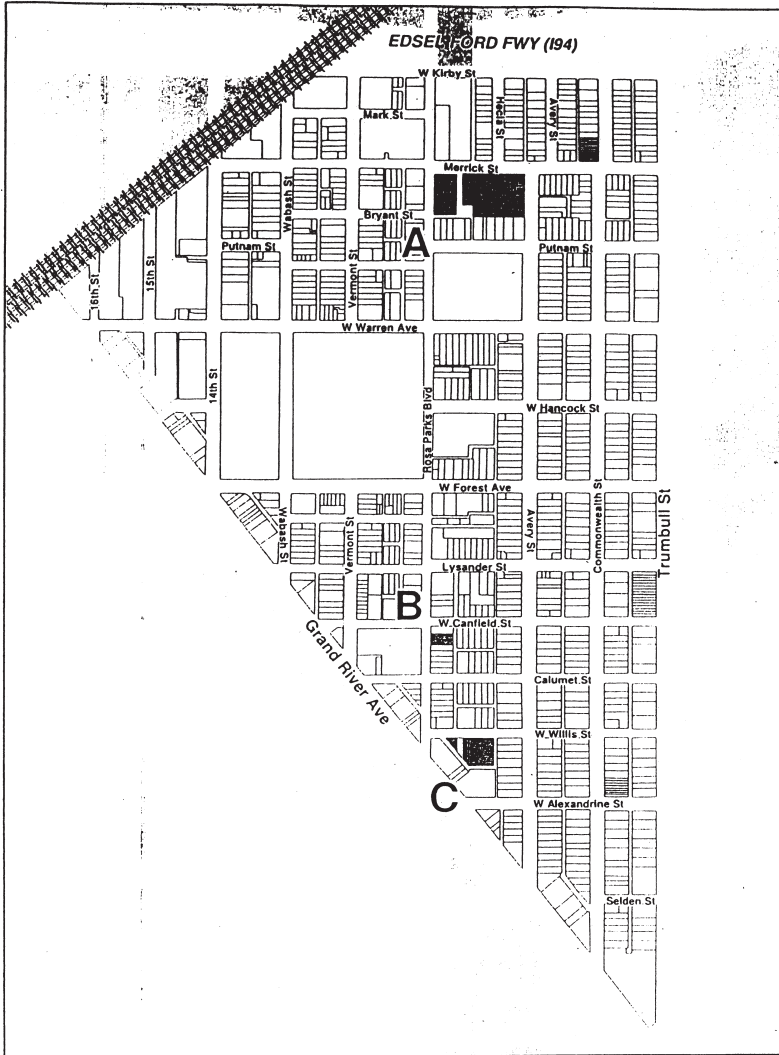 EDSEL FORD FWY (I94)
W Kirby St
Mark St
Hecla St
Avery St
Merrick St
Wabash St
Bryant St
A
Putnam St
Putnam St
Vermont St
16th St
15th St
W Warren Ave
14th St
Rosa Parks Blvd
W Hancock St
W Forest Ave
Wabash St
Vermont St
Avery St
Commonwealth St
Trumbull St
Lysander St
B
W Canfield St
Grand River Ave
Calumet St
W Willis St
C
W Alexandrine St
Selden St